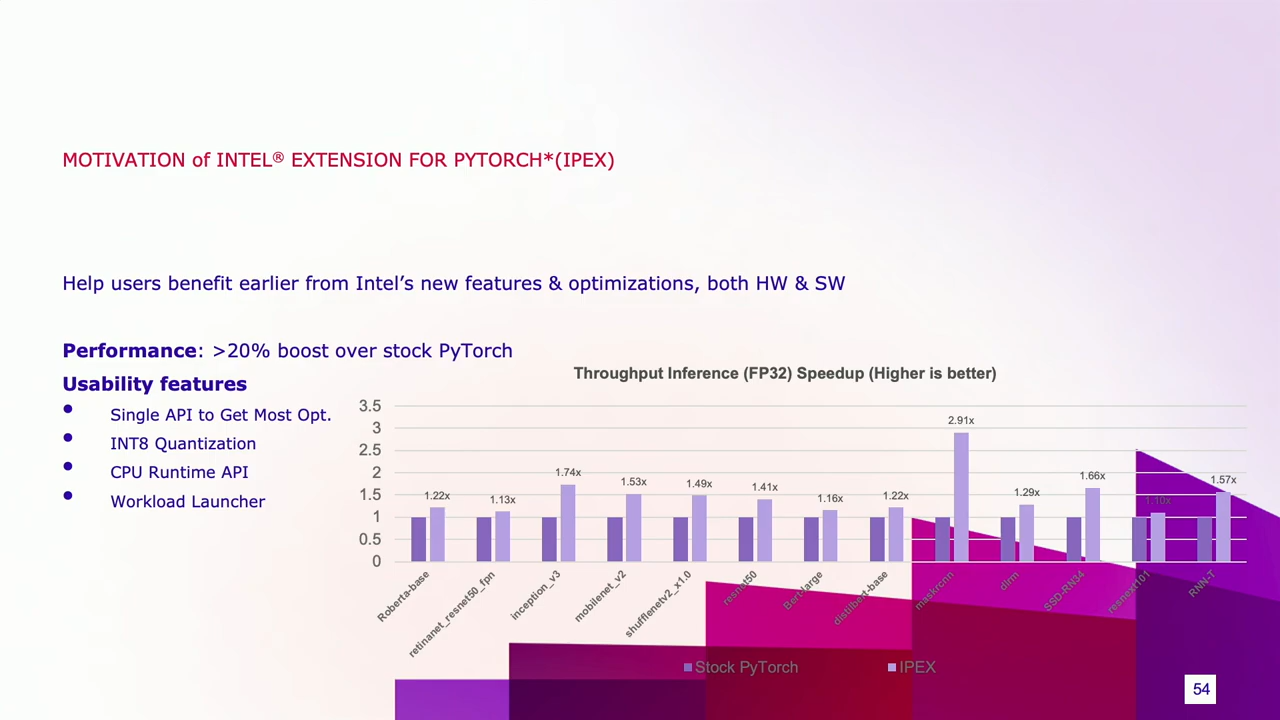 MOTIVATION of INTEL® EXTENSION FOR PYTORCH*(IPEX)
Help users benefit earlier from Intel’s new features & optimizations, both HW & SW
Performance: >20% boost over stock PyTorch
Usability features
• Single API to Get Most Opt.
• INT8 Quantization
• CPU Runtime API
• Workload Launcher
Throughput Inference (FP32) Speedup (Higher is better)
3.5
3
2.5
2
1.5
1
0.5
0
1.22x
1.13x
1.74x
1.53x
1.49x
1.41x
1.16x
1.22x
2.91x
1.29x
1.66x
1.10x
1.57x
Roberta-base
retinanet_resnet50_fpn
inception_v3
mobilenet_v2
shufflenetv2_x1.0
resnet50
Bert-large
distilbert-base
maskrcnn
dlrm
SSD-RN34
resnext101
RNN-T
Stock PyTorch
IPEX
54